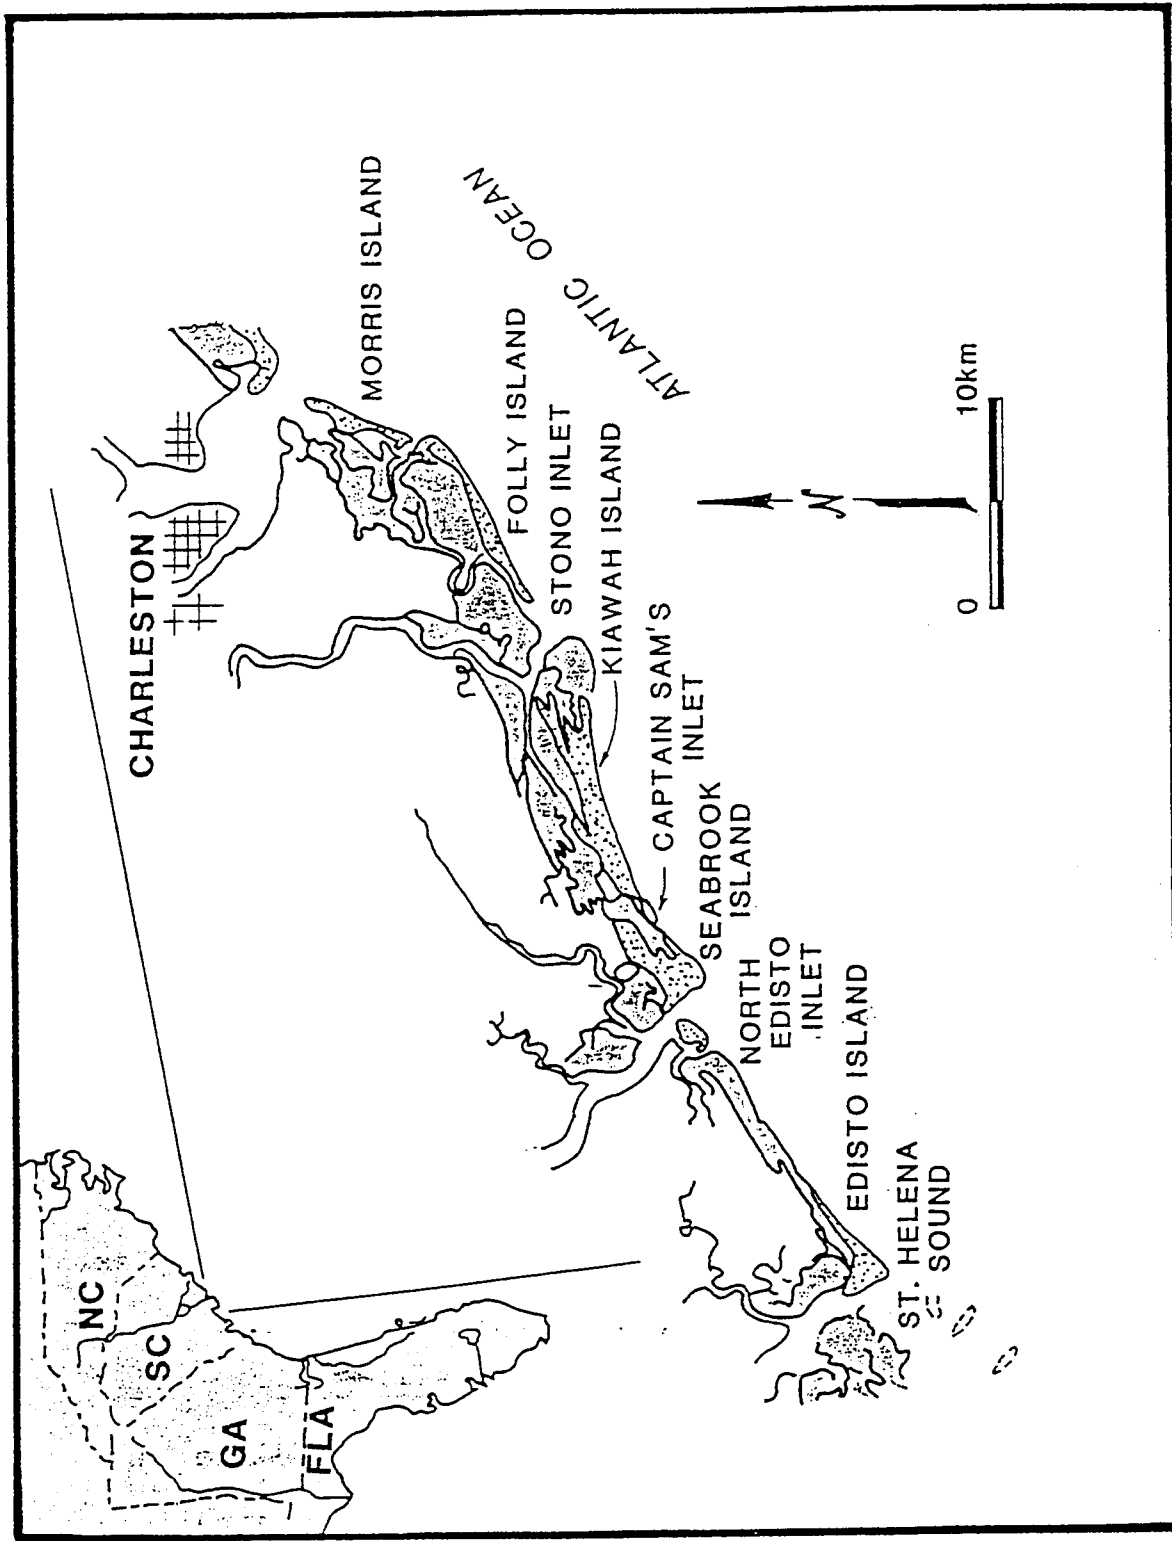 NC
SC
GA
FLA
CHARLESTON
MORRIS ISLAND
FOLLY ISLAND
STONO INLET
KIAWAH ISLAND
CAPTAIN SAM'S
INLET
SEABROOK
ISLAND
NORTH
EDISTO
INLET
EDISTO ISLAND
ST. HELENA
SOUND
ATLANTIC OCEAN
N
0 10km